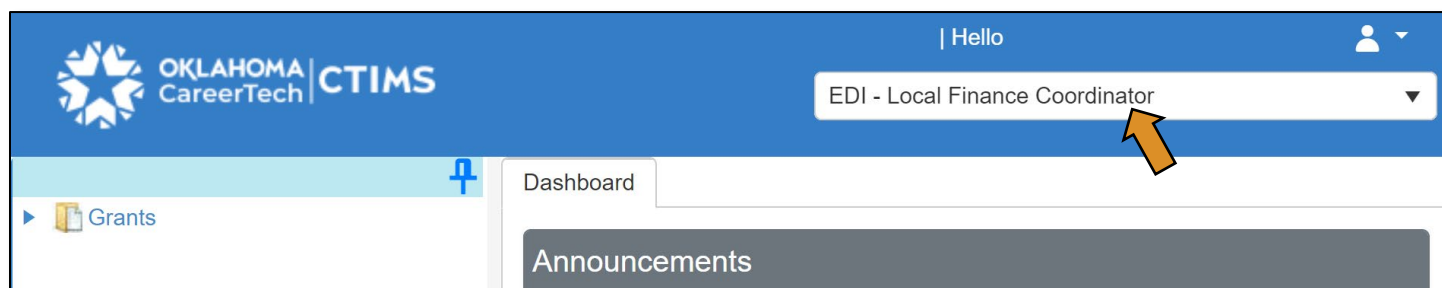 | Hello
OKLAHOMA
CareerTech | CTIMS
EDI - Local Finance Coordinator
Grants
Dashboard
Announcements